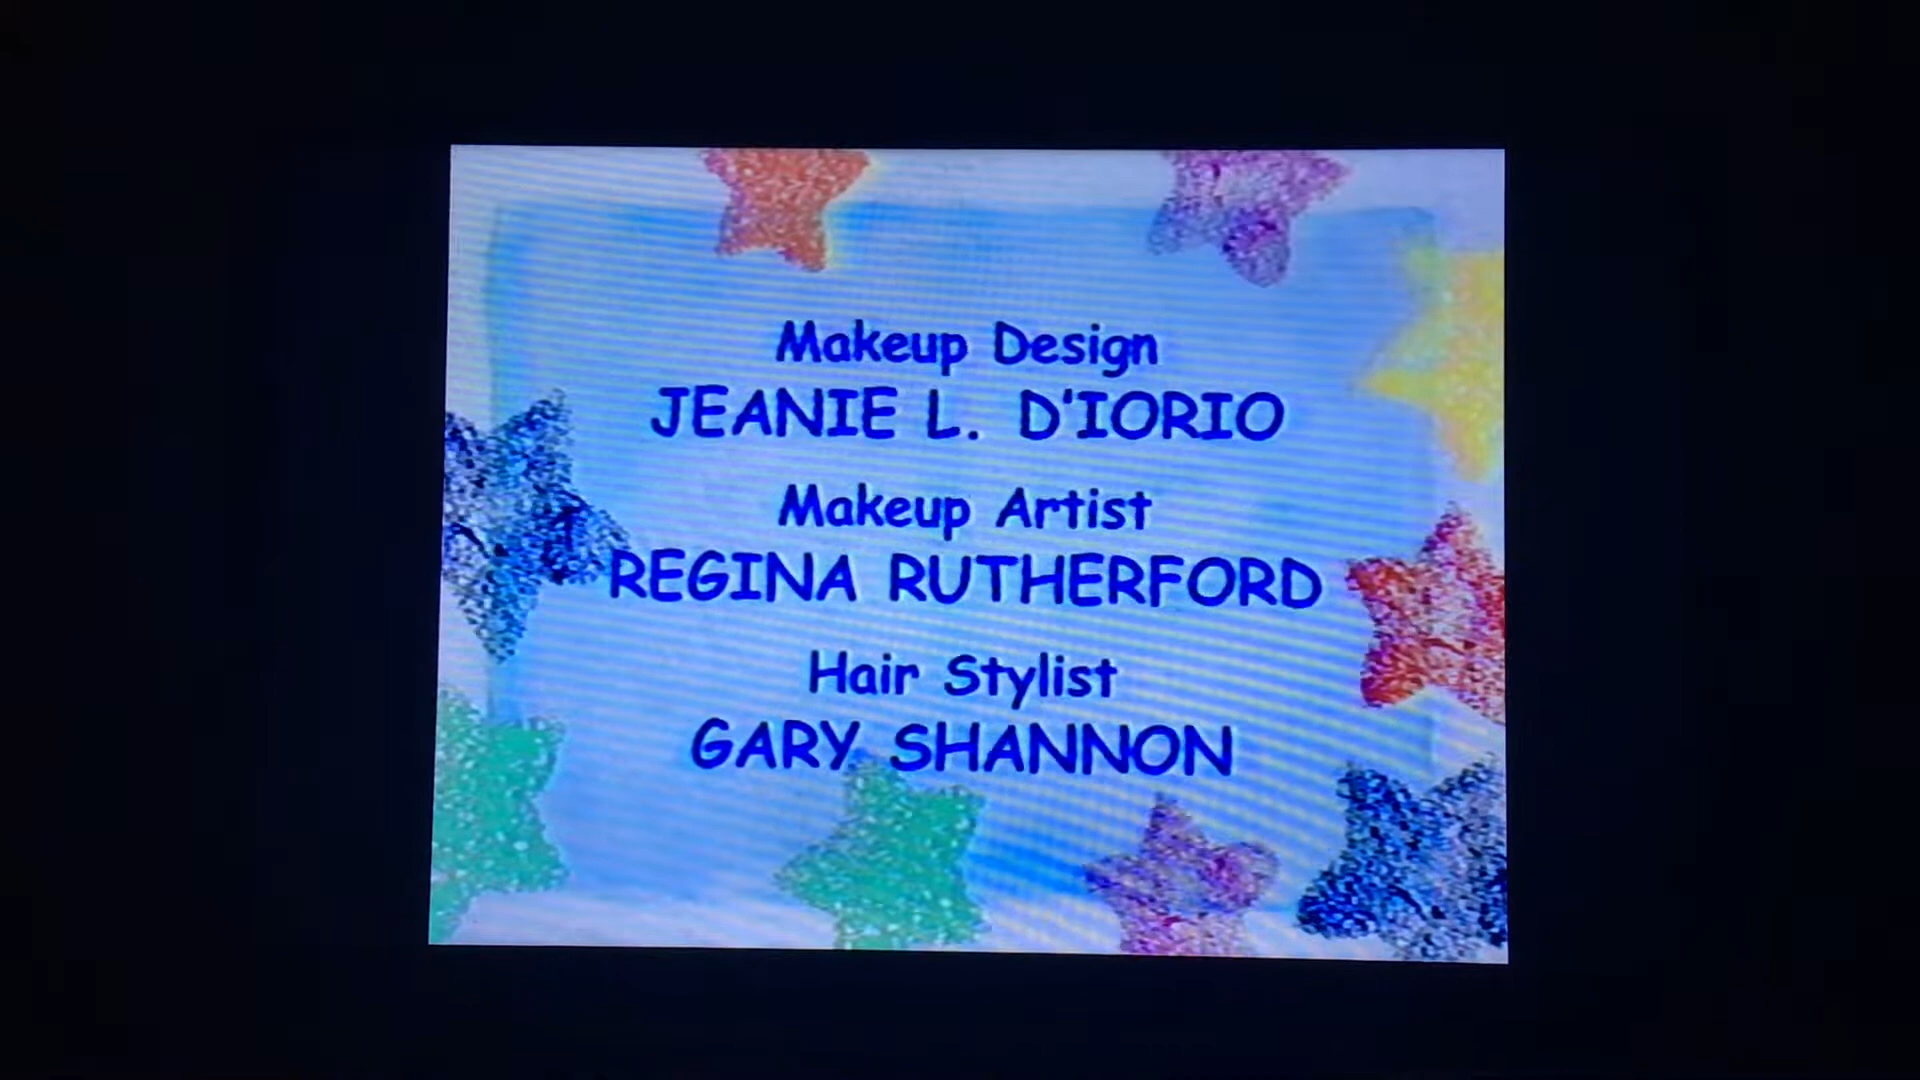 Makeup Design
JEANIE L. D'IORIO
Makeup Artist
REGINA RUTHERFORD
Hair Stylist
GARY SHANNON